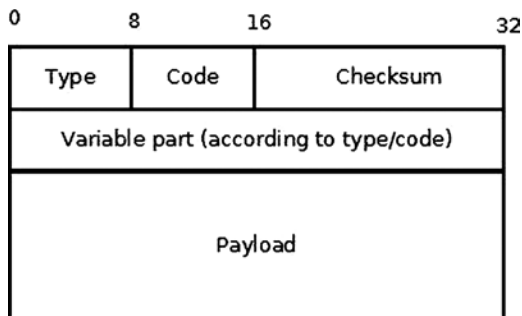 0 8 16 32
Type Code Checksum
Variable part (according to type/code)
Payload